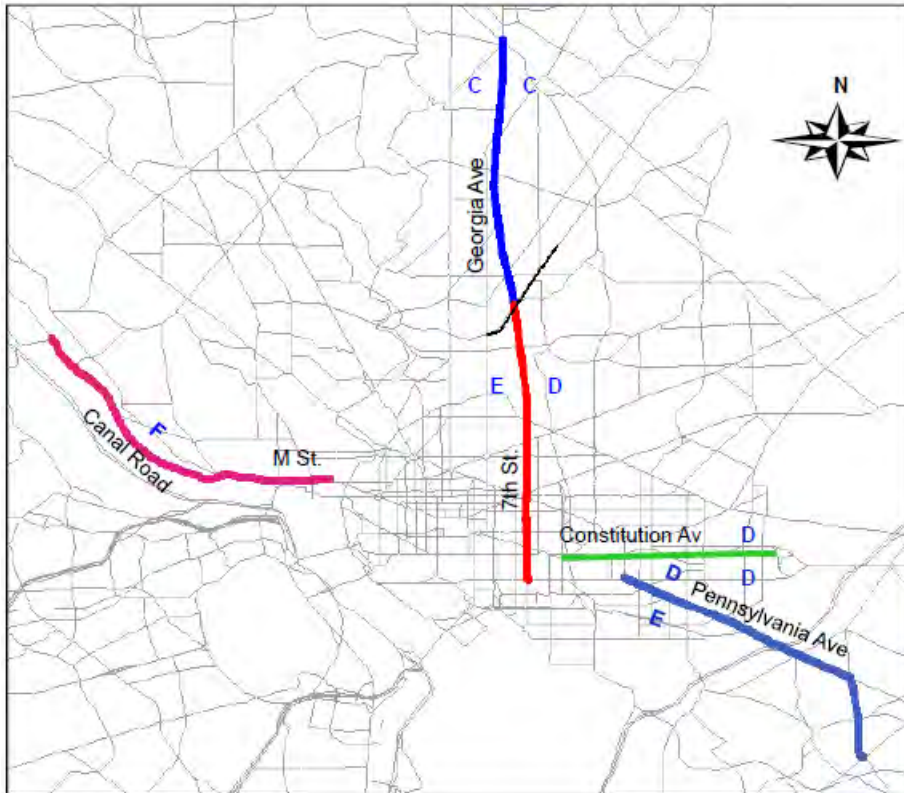 N
C C
Georgia Ave
E D
F
Canal Road
M St.
7th St.
Constitution Av
D
D
D
Pennsylvania Ave
E